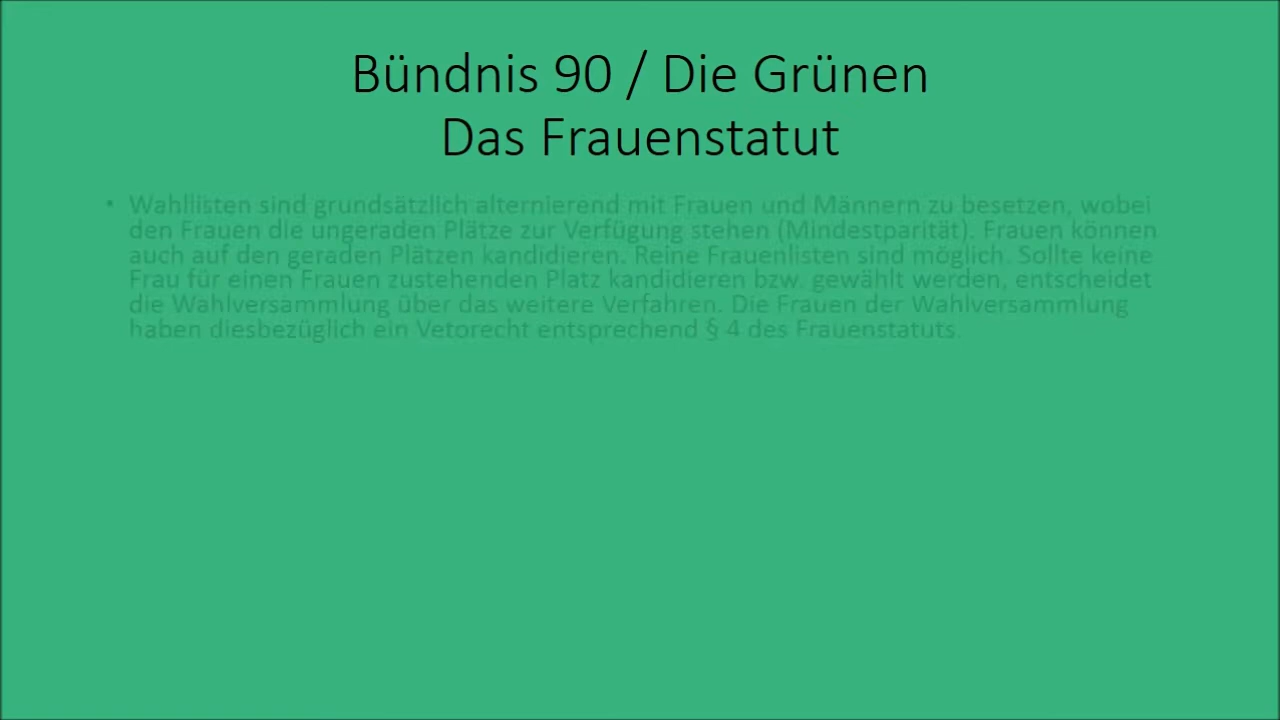 Bündnis 90 / Die Grünen
Das Frauenstatut
• Wahllisten sind grundsätzlich alternierend mit Frauen und Männern zu besetzen, wobei
den Frauen die ungeraden Plätze zur Verfügung stehen (Mindestparität). Frauen können
auch auf den geraden Plätzen kandidieren. Reine Frauenlisten sind möglich. Sollte keine
Frau für einen Frauen zustehenden Platz kandidieren bzw. gewählt werden, entscheidet
die Wahlversammlung über das weitere Verfahren. Die Frauen der Wahlversammlung
haben diesbezüglich ein Vetorecht entsprechend § 4 des Frauenstatuts.